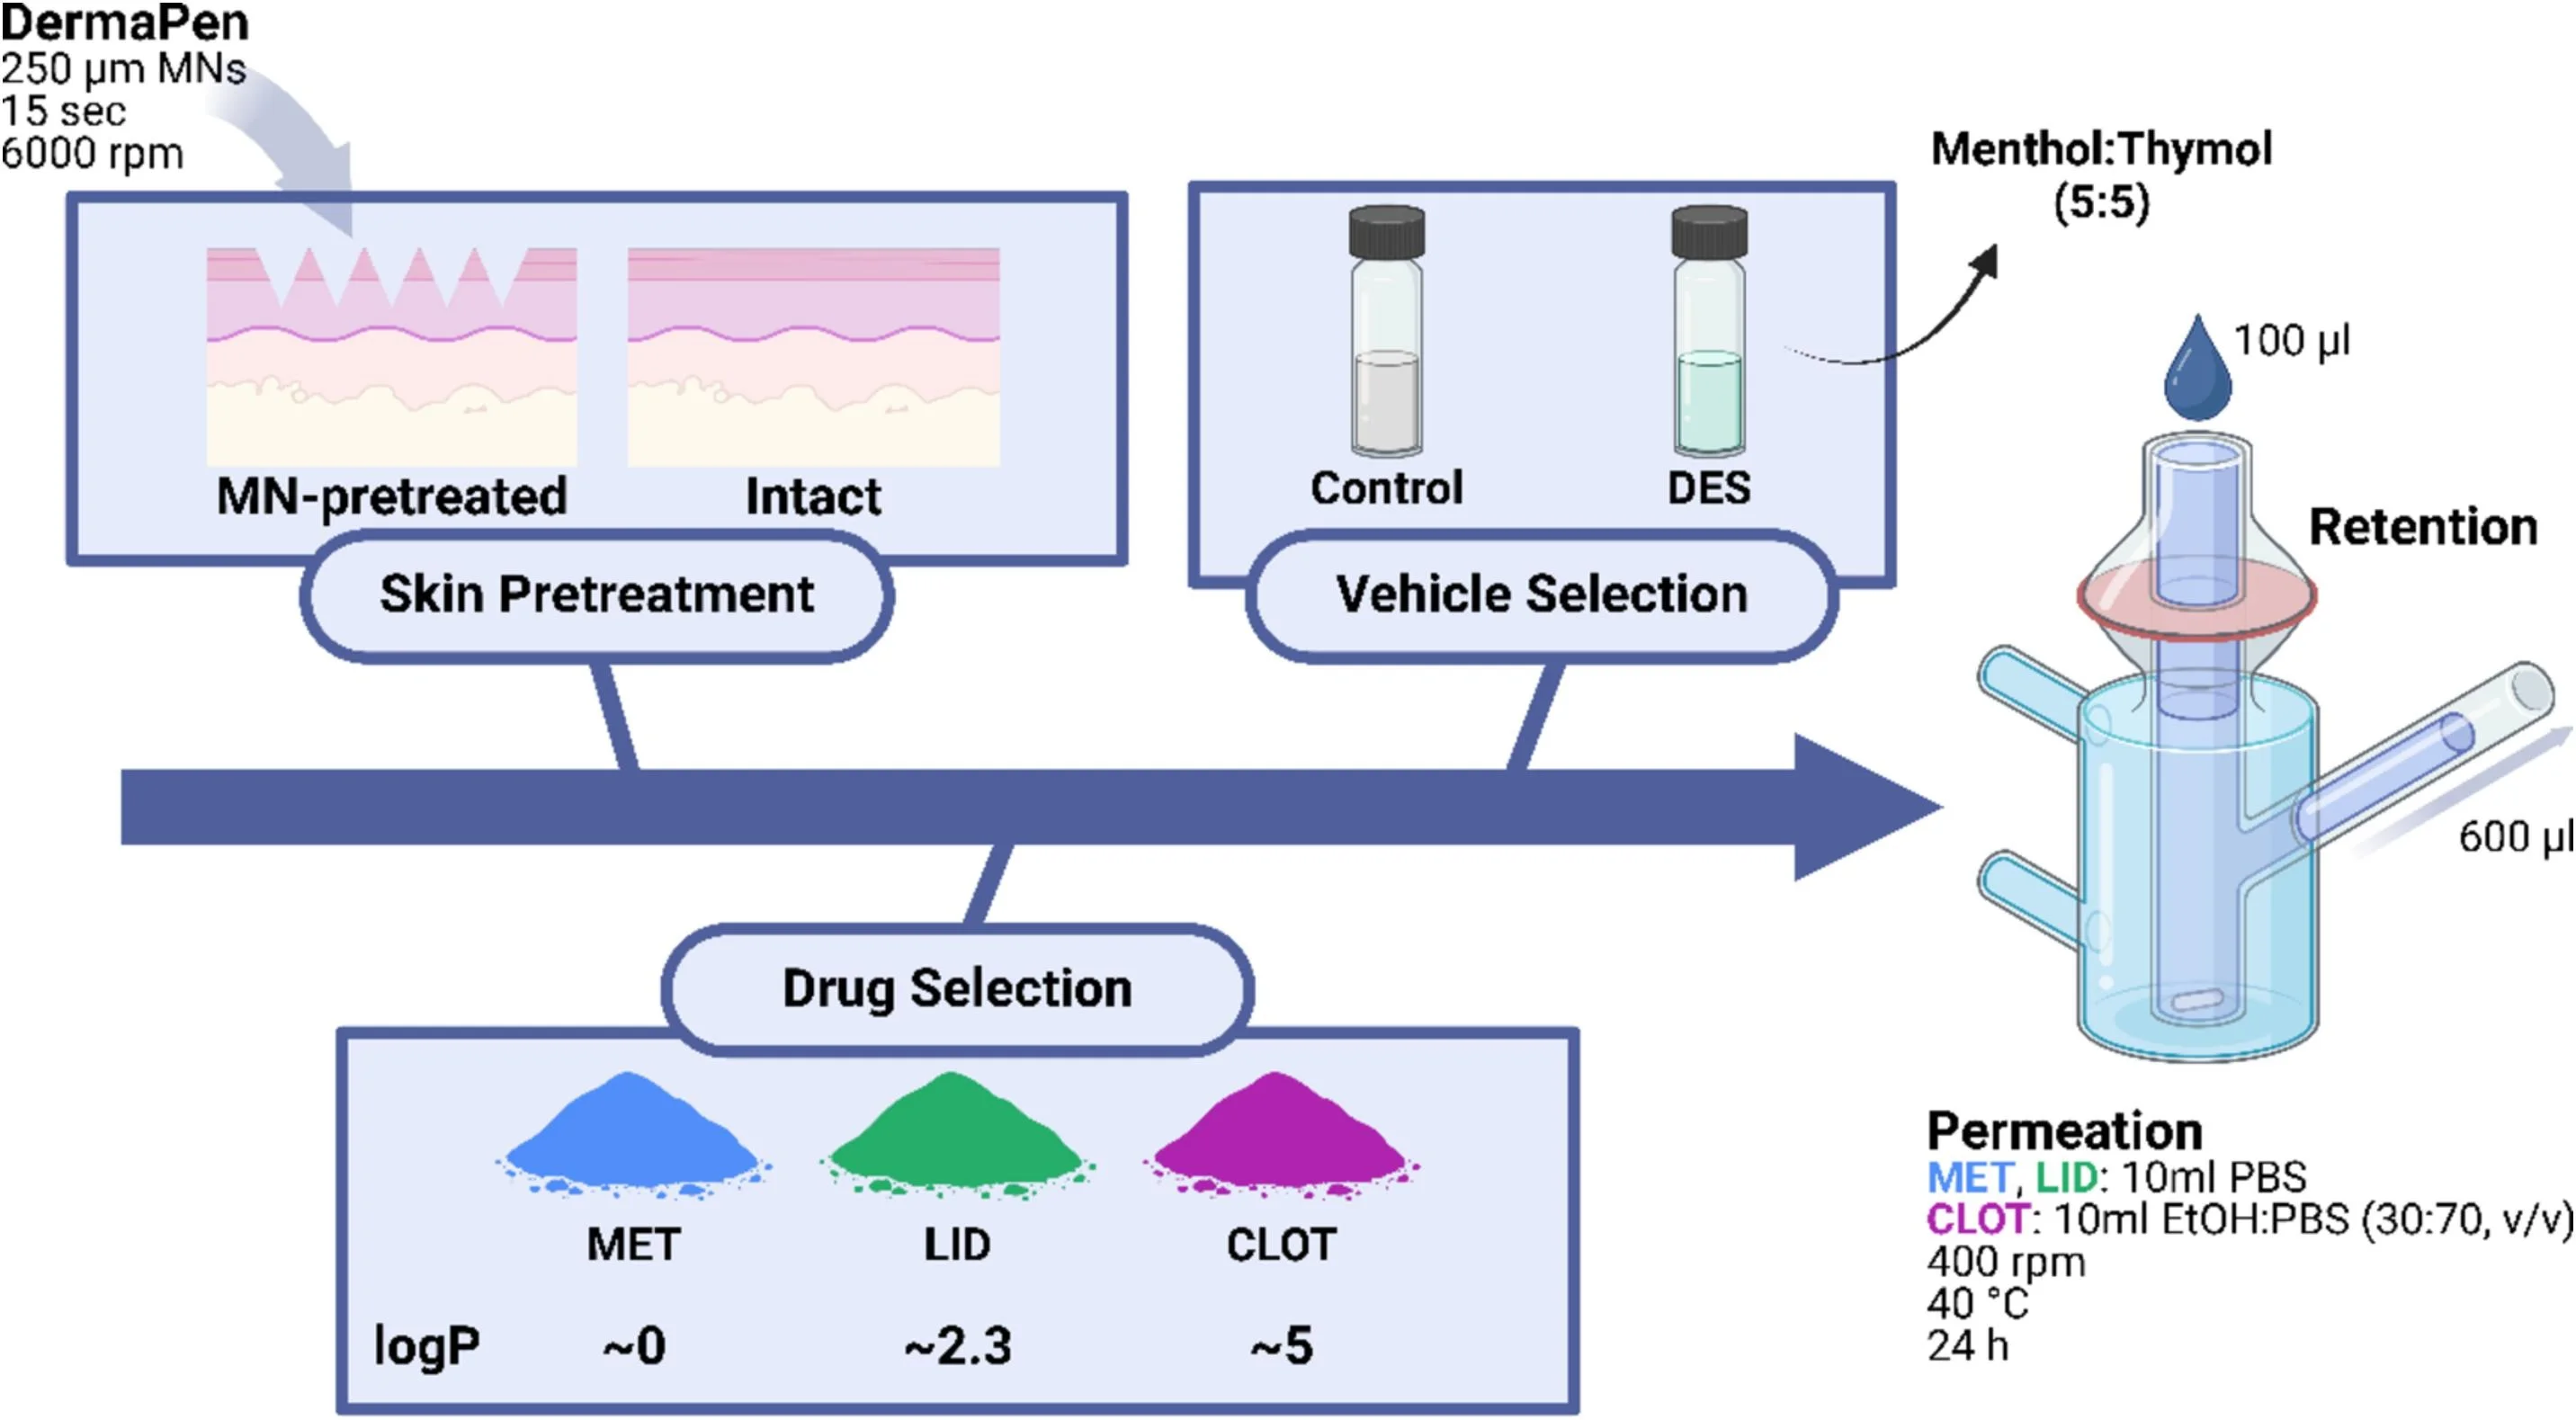 DermaPen
250 µm MNs
15 sec
6000 rpm
MN-pretreated
Intact
Skin Pretreatment
Control
DES
Vehicle Selection
Menthol:Thymol
(5:5)
100 µl
Retention
600 µl
Drug Selection
MET
LID
CLOT
logP
~0
~2.3
~5
Permeation
MET, LID: 10ml PBS
CLOT: 10ml EtOH:PBS (30:70, v/v)
400 rpm
40 °C
24 h